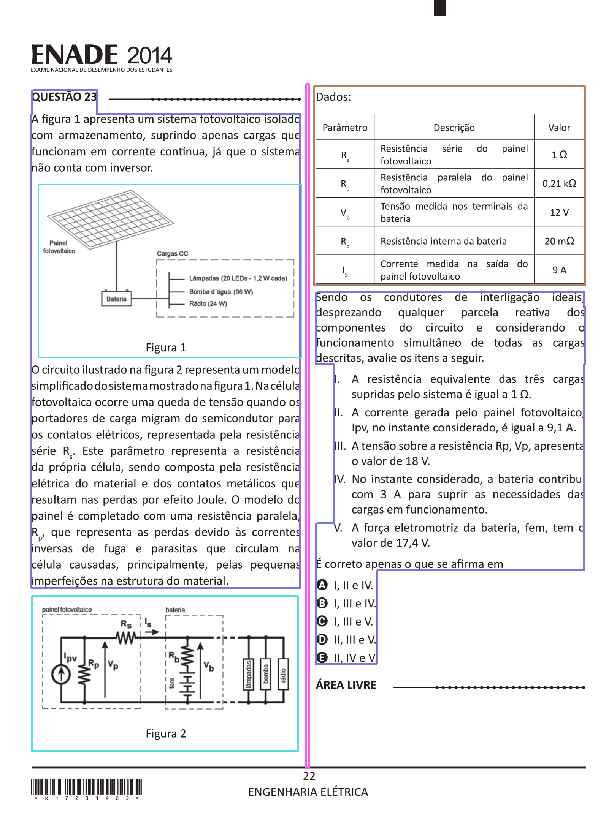 ENADE 2014
EXAME NACIONAL DE DESEMPENHO DOS ESTUDANTES
QUESTÃO 23
A figura 1 apresenta um sistema fotovoltaico isolado
com armazenamento, suprindo apenas cargas que
funcionam em corrente contínua, já que o sistema
não conta com inversor.
Painel
fotovoltaico
Cargas CC
Bateria
Lâmpadas (20 LEDs - 1,2 W cada)
Bomba d´água (96 W)
Rádio (24 W)
Figura 1
O circuito ilustrado na figura 2 representa um modelo
simplificado do sistema mostrado na figura 1. Na célula
fotovoltaica ocorre uma queda de tensão quando os
portadores de carga migram do semicondutor para
os contatos elétricos, representada pela resistência
série Rs. Este parâmetro representa a resistência
da própria célula, sendo composta pela resistência
elétrica do material e dos contatos metálicos que
resultam nas perdas por efeito Joule. O modelo do
painel é completado com uma resistência paralela,
Rp, que representa as perdas devido às correntes
inversas de fuga e parasitas que circulam na
célula causadas, principalmente, pelas pequenas
imperfeições na estrutura do material.
painel fotovoltaico
bateria
Rs
Is
Ipv
Rp
Vp
Rb
Vb
fem
lâmpadas
bomba
rádio
Figura 2
Dados:
Parâmetro Descrição Valor
Rs Resistência série do painel fotovoltaico 1 Ω
R Resistência paralela do painel fotovoltaico 0,21 kΩ
Vb Tensão medida nos terminais da bateria 12 V
R Resistência interna da bateria 20 mΩ
IS Corrente medida na saída do painel fotovoltaico 9 A
Sendo os condutores de interligação ideais,
desprezando qualquer parcela reativa dos
componentes do circuito e considerando o
funcionamento simultâneo de todas as cargas
descritas, avalie os itens a seguir.
I. A resistência equivalente das três cargas
supridas pelo sistema é igual a 1 Ω.
II. A corrente gerada pelo painel fotovoltaico,
Ipv, no instante considerado, é igual a 9,1 A.
III. A tensão sobre a resistência Rp, Vp, apresenta
o valor de 18 V.
IV. No instante considerado, a bateria contribui
com 3 A para suprir as necessidades das
cargas em funcionamento.
V. A força eletromotriz da bateria, fem, tem o
valor de 17,4 V.
É correto apenas o que se afirma em
A I, II e IV.
B I, III e IV.
C I, III e V.
D II, III e V.
E II, IV e V.
ÁREA LIVRE
22
ENGENHARIA ELÉTRICA